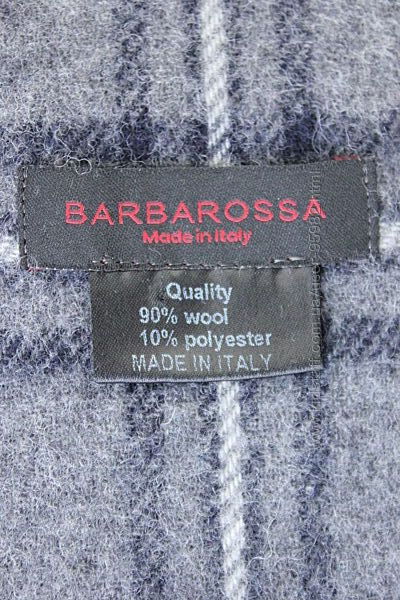 BARBAROSSA
Made in Italy
Quality
90% wool
10% polyester
MADE IN ITALY